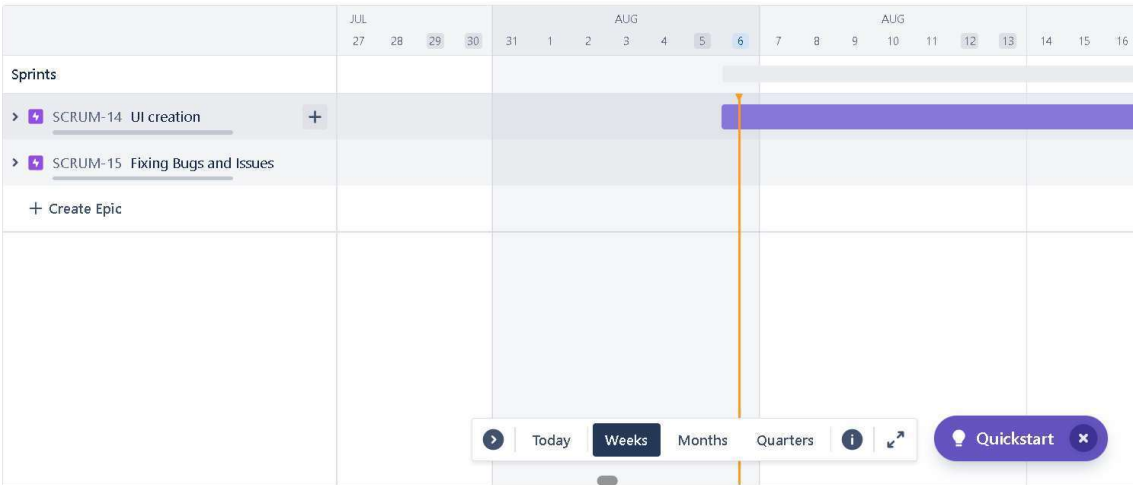 JUL AUG AUG
27 28 29 30 31 1 2 3 4 5 6 7 8 9 10 11 12 13 14 15 16
Sprints
SCRUM-14 UI creation
SCRUM-15 Fixing Bugs and Issues
+ Create Epic
Today Weeks Months Quarters
Quickstart